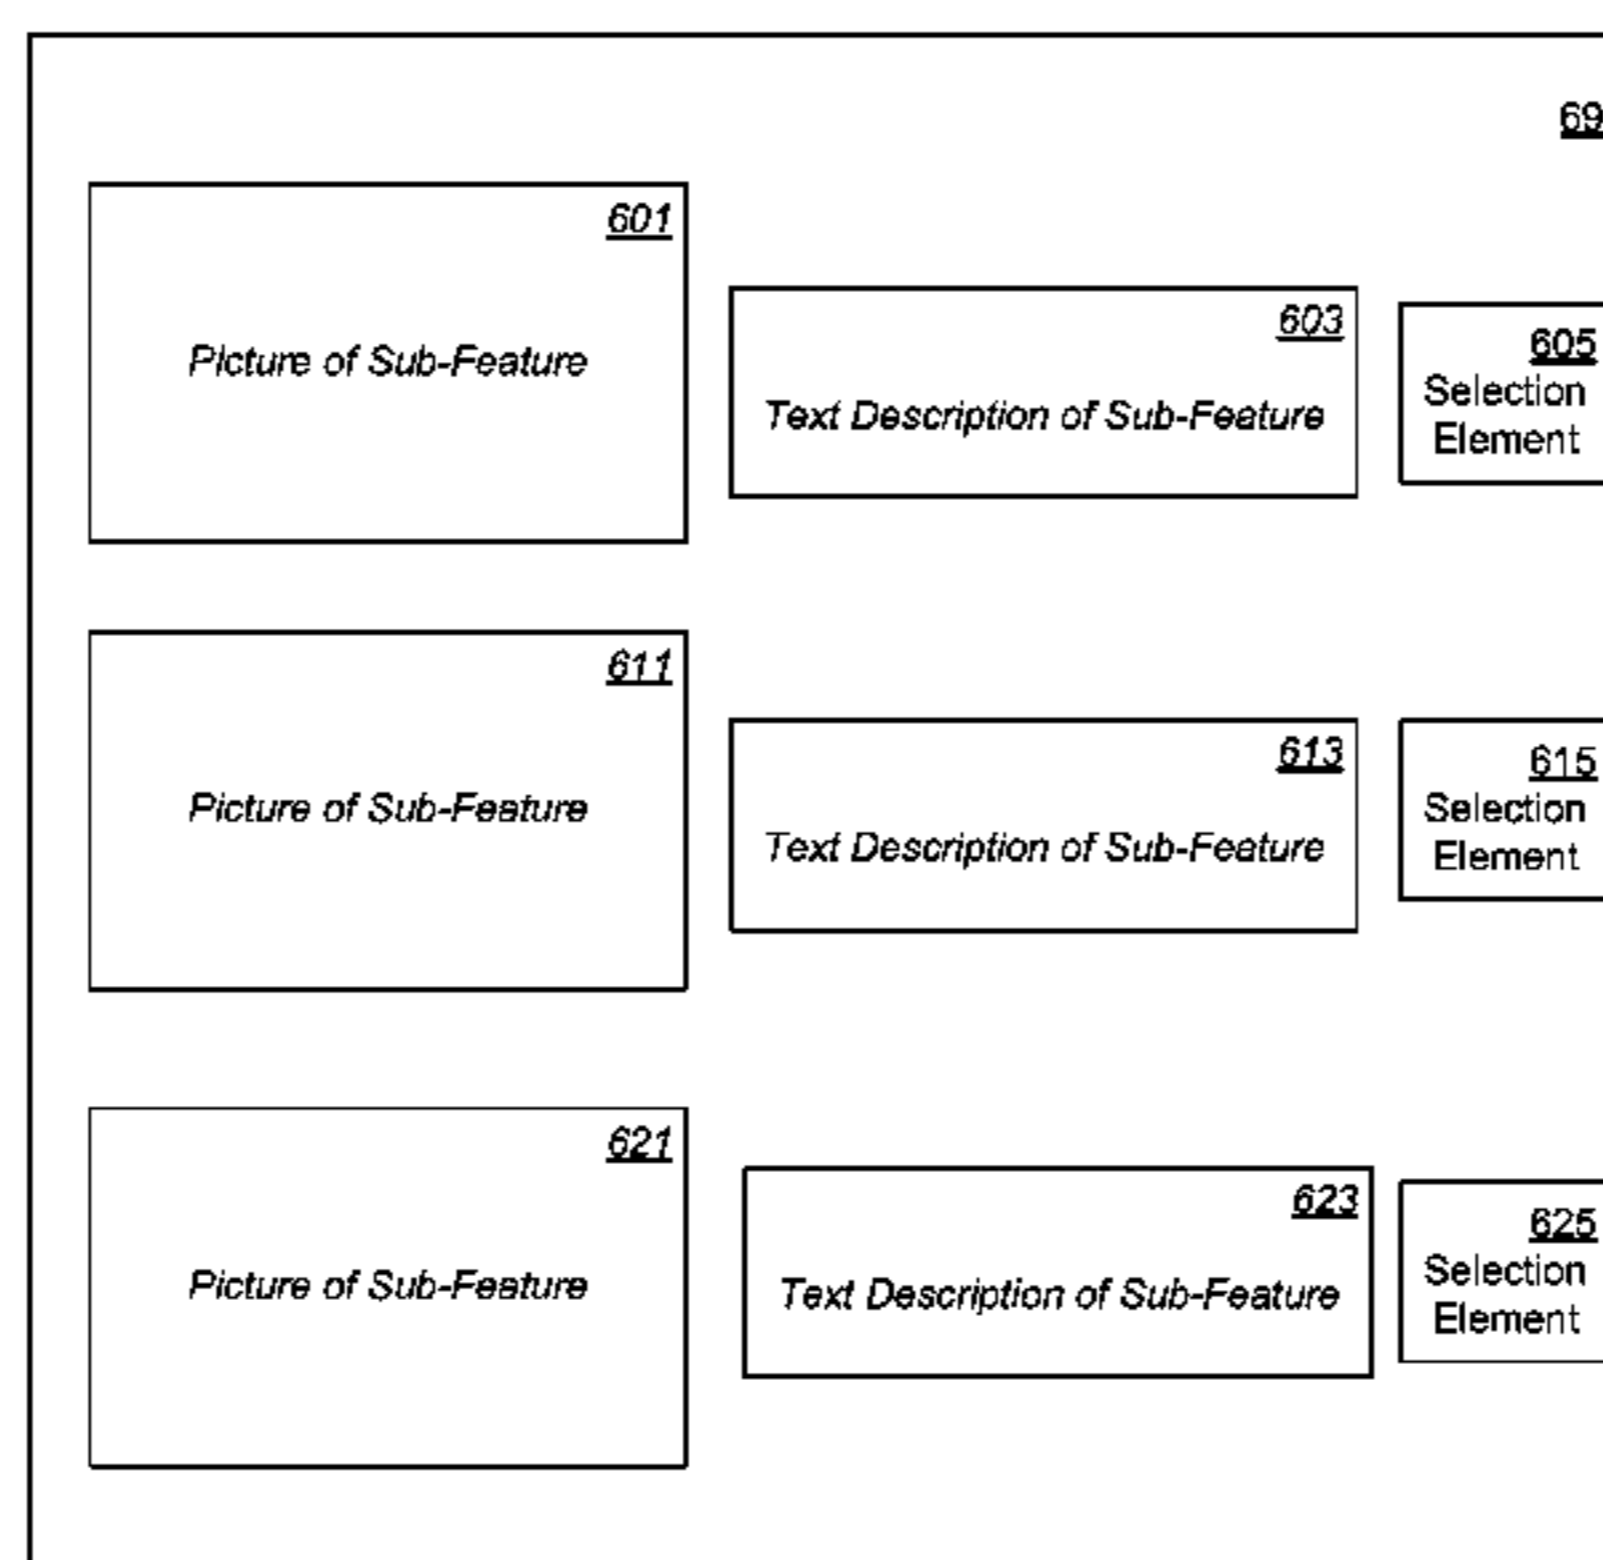 69
601
Picture of Sub-Feature
603
Text Description of Sub-Feature
605
Selection
Element
611
Picture of Sub-Feature
613
Text Description of Sub-Feature
615
Selection
Element
621
Picture of Sub-Feature
623
Text Description of Sub-Feature
625
Selection
Element